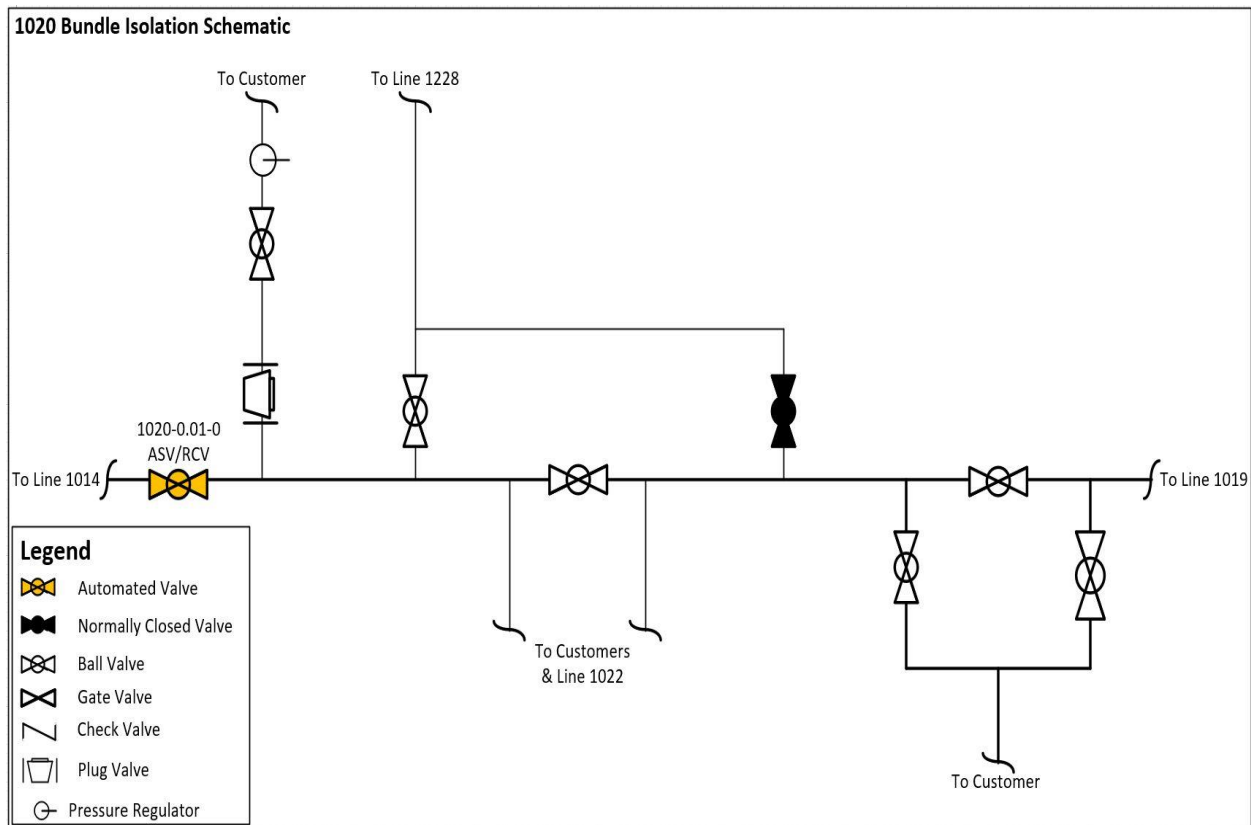 1020 Bundle Isolation Schematic
To Customer
To Line 1228
1020-0.01-0
ASV/RCV
To Line 1014
To Line 1019
To Customers
& Line 1022
To Customer
Legend
Automated Valve
Normally Closed Valve
Ball Valve
Gate Valve
Check Valve
Plug Valve
Pressure Regulator